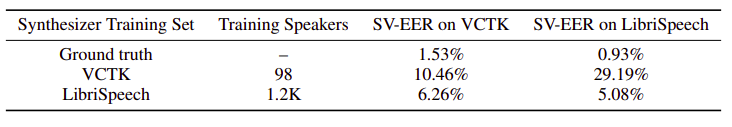 Synthesizer Training Set Training Speakers SV-EER on VCTK SV-EER on LibriSpeech
Ground truth – 1.53% 0.93%
VCTK 98 10.46% 29.19%
LibriSpeech 1.2K 6.26% 5.08%